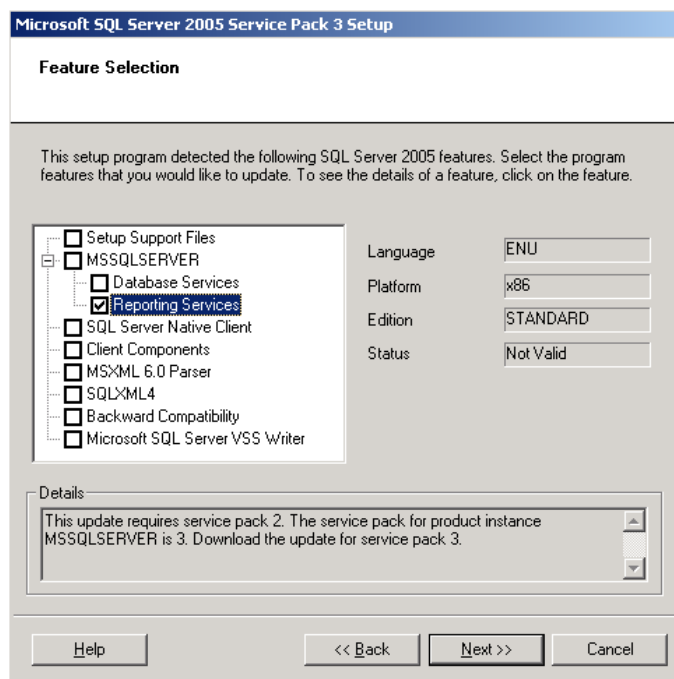 Microsoft SQL Server 2005 Service Pack 3 Setup
Feature Selection
This setup program detected the following SQL Server 2005 features. Select the program
features that you would like to update. To see the details of a feature, click on the feature.
Setup Support Files
MSSQLSERVER
Database Services
Reporting Services
SQL Server Native Client
Client Components
MSXML 6.0 Parser
SQLXML4
Backward Compatibility
Microsoft SQL Server VSS Writer
Language ENU
Platform x86
Edition STANDARD
Status Not Valid
Details
This update requires service pack 2. The service pack for product instance
MSSQLSERVER is 3. Download the update for service pack 3.
Help << Back Next >> Cancel